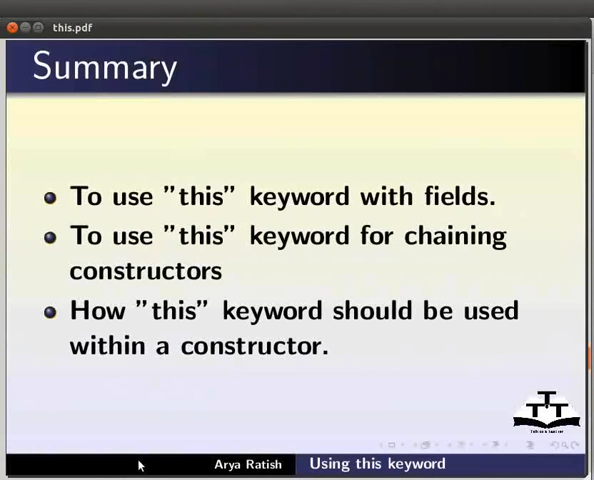 this.pdf
Summary
To use "this" keyword with fields.
To use "this" keyword for chaining
constructors
How "this" keyword should be used
within a constructor.
TTT
Arya Ratish
Using this keyword